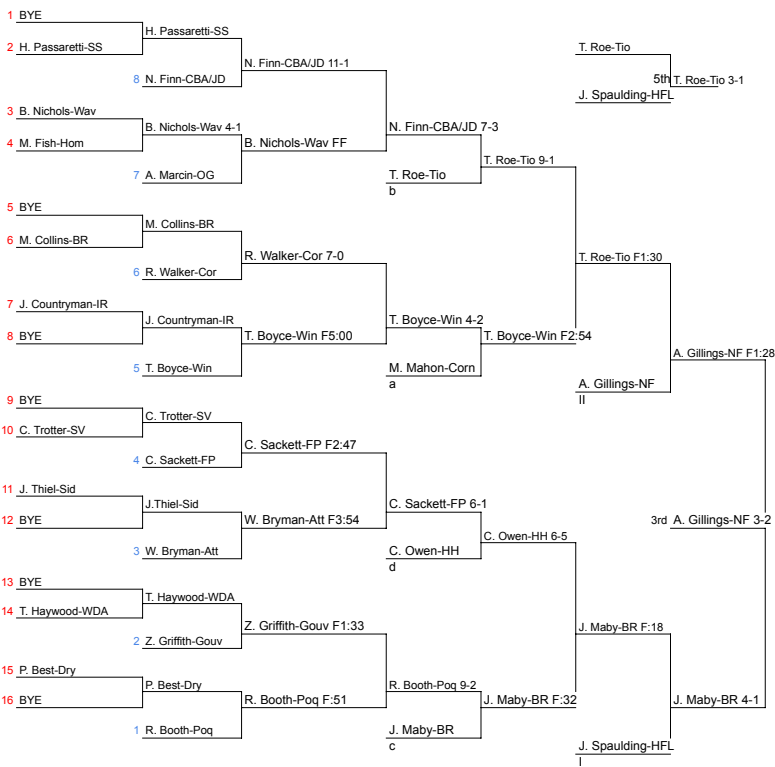 1 BYE
H. Passaretti-SS
2 H. Passaretti-SS
N. Finn-CBA/JD 11-1
8 N. Finn-CBA/JD
3 B. Nichols-Wav
B. Nichols-Wav 4-1
4 M. Fish-Hom
B. Nichols-Wav FF
7 A. Marcin-OG
N. Finn-CBA/JD 7-3
T. Roe-Tio 9-1
T. Roe-Tio
b
5 BYE
M. Collins-BR
6 M. Collins-BR
R. Walker-Cor 7-0
6 R. Walker-Cor
7 J. Countryman-IR
J. Countryman-IR
8 BYE
T. Boyce-Win F5:00
5 T. Boyce-Win
T. Boyce-Win 4-2
T. Boyce-Win F2:54
M. Mahon-Corn
a
9 BYE
C. Trotter-SV
10 C. Trotter-SV
C. Sackett-FP F2:47
4 C. Sackett-FP
11 J. Thiel-Sid
J.Thiel-Sid
12 BYE
W. Bryman-Att F3:54
3 W. Bryman-Att
C. Sackett-FP 6-1
C. Owen-HH 6-5
C. Owen-HH
d
13 BYE
T. Haywood-WDA
14 T. Haywood-WDA
Z. Griffith-Gouv F1:33
2 Z. Griffith-Gouv
15 P. Best-Dry
P. Best-Dry
16 BYE
R. Booth-Poq F:51
1 R. Booth-Poq
R. Booth-Poq 9-2
J. Maby-BR F:32
J. Maby-BR
c
T. Roe-Tio
5th T. Roe-Tio 3-1
J. Spaulding-HFL
T. Roe-Tio F1:30
A. Gillings-NF F1:28
A. Gillings-NF
II
3rd A. Gillings-NF 3-2
J. Maby-BR F:18
J. Maby-BR 4-1
J. Spaulding-HFL
I